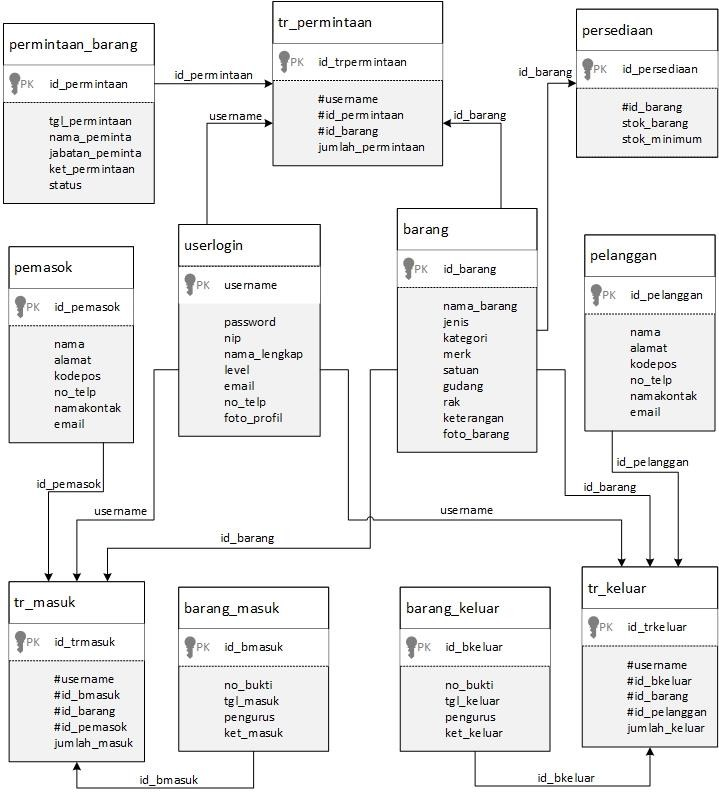 tr_permintaan
PK id_trpermintaan
#username
#id_permintaan
#id_barang
jumlah_permintaan
permintaan_barang
PK id_permintaan
tgl_permintaan
nama_peminta
jabatan_peminta
ket_permintaan
status
id_permintaan
persediaan
PK id_persediaan
#id_barang
stok_barang
stok_minimum
id_barang
username
id_barang
userlogin
PK username
password
nip
nama_lengkap
level
email
no_telp
foto_profil
barang
PK id_barang
nama_barang
jenis
kategori
merk
satuan
gudang
rak
keterangan
foto_barang
pemasok
PK id_pemasok
nama
alamat
kodepos
no_telp
namakontak
email
pelanggan
PK id_pelanggan
nama
alamat
kodepos
no_telp
namakontak
email
id_pemasok
username
id_barang
username
id_barang
id_pelanggan
tr_masuk
PK id_trmasuk
#username
#id_bmasuk
#id_barang
#id_pemasok
jumlah_masuk
barang_masuk
PK id_bmasuk
no_bukti
tgl_masuk
pengurus
ket_masuk
barang_keluar
PK id_bkeluar
no_bukti
tgl_keluar
pengurus
ket_keluar
tr_keluar
PK id_trkeluar
#username
#id_bkeluar
#id_barang
#id_pelanggan
jumlah_keluar
id_bmasuk
id_bkeluar